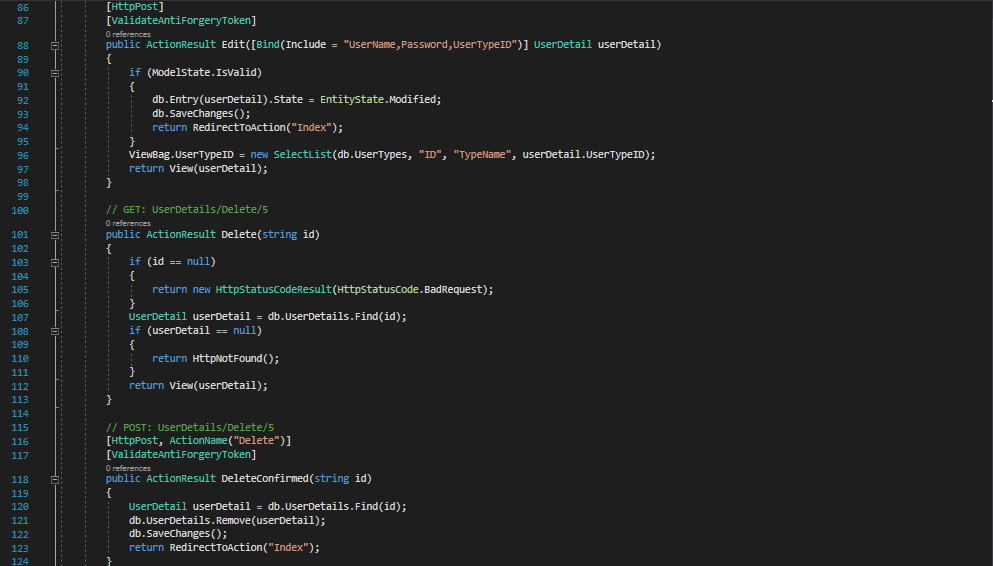 86 [HttpPost]
87 [ValidateAntiForgeryToken]
0 references
88 public ActionResult Edit([Bind(Include = "UserName,Password,UserTypeID")] UserDetail userDetail)
89 {
90 if (ModelState.IsValid)
91 {
92 db.Entry(userDetail).State = EntityState.Modified;
93 db.SaveChanges();
94 return RedirectToAction("Index");
95 }
96 ViewBag.UserTypeID = new SelectList(db.UserTypes, "ID", "TypeName", userDetail.UserTypeID);
97 return View(userDetail);
98 }
99
100 // GET: UserDetails/Delete/5
0 references
101 public ActionResult Delete(string id)
102 {
103 if (id == null)
104 {
105 return new HttpStatusCodeResult(HttpStatusCode.BadRequest);
106 }
107 UserDetail userDetail = db.UserDetails.Find(id);
108 if (userDetail == null)
109 {
110 return HttpNotFound();
111 }
112 return View(userDetail);
113 }
114
115 // POST: UserDetails/Delete/5
116 [HttpPost, ActionName("Delete")]
117 [ValidateAntiForgeryToken]
0 references
118 public ActionResult DeleteConfirmed(string id)
119 {
120 UserDetail userDetail = db.UserDetails.Find(id);
121 db.UserDetails.Remove(userDetail);
122 db.SaveChanges();
123 return RedirectToAction("Index");
124 }